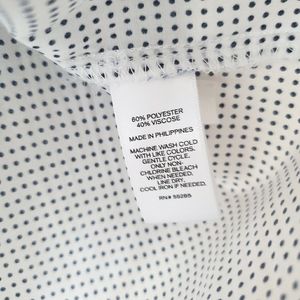 60% POLYESTER
40% VISCOSE
MADE IN PHILIPPINES
MACHINE WASH COLD
WITH LIKE COLORS.
GENTLE CYCLE.
ONLY NON-
CHLORINE BLEACH
WHEN NEEDED.
LINE DRY.
COOL IRON IF NEEDED.
RN#